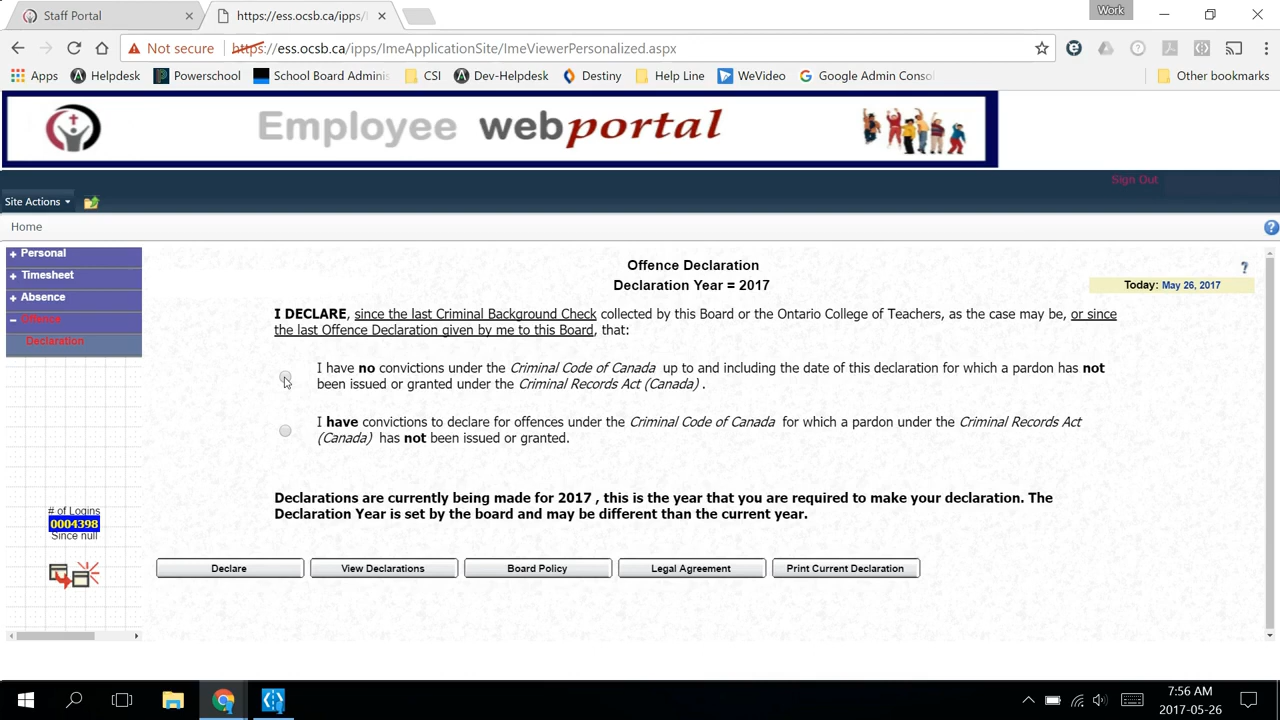 Work
Staff Portal
https://ess.ocsb.ca/ipps/I
Not secure
https://ess.ocsb.ca/ipps/ImeApplicationSite/ImeViewerPersonalized.aspx
Apps Helpdesk Powerschool School Board Adminis CSI Dev-Helpdesk Destiny Help Line WeVideo Google Admin Consol Other bookmarks
Employee webportal
Sign Out
Site Actions
Home
+ Personal
+ Timesheet
+ Absence
- Offence
Declaration
# of Logins
0004398
Since null
Offence Declaration
Declaration Year = 2017
Today: May 26, 2017
I DECLARE, since the last Criminal Background Check collected by this Board or the Ontario College of Teachers, as the case may be, or since
the last Offence Declaration given by me to this Board, that:
I have no convictions under the Criminal Code of Canada up to and including the date of this declaration for which a pardon has not
been issued or granted under the Criminal Records Act (Canada) .
I have convictions to declare for offences under the Criminal Code of Canada for which a pardon under the Criminal Records Act
(Canada) has not been issued or granted.
Declarations are currently being made for 2017 , this is the year that you are required to make your declaration. The
Declaration Year is set by the board and may be different than the current year.
Declare View Declarations Board Policy Legal Agreement Print Current Declaration
7:56 AM
2017-05-26